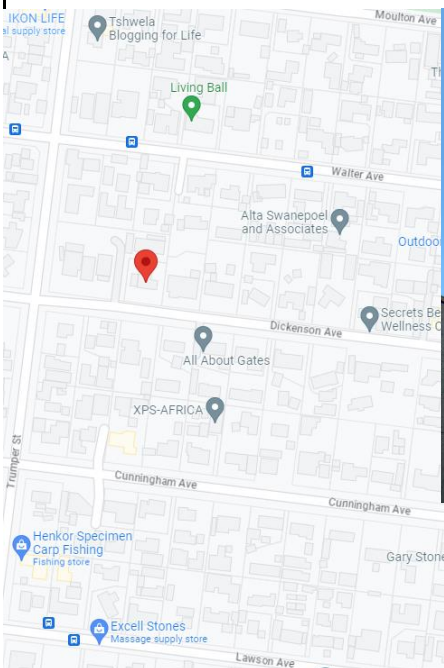 IKON LIFE
al supply store
Tshwela
Blogging for Life
Moulton Ave
A
Th
Living Ball
Walter Ave
Alta Swanepoel
and Associates
Outdoor
Secrets Be
Wellness C
Dickenson Ave
All About Gates
XPS-AFRICA
Trumper St
Cunningham Ave
Cunningham Ave
Henkor Specimen
Carp Fishing
Fishing store
Gary Stone
Excell Stones
Massage supply store
Lawson Ave